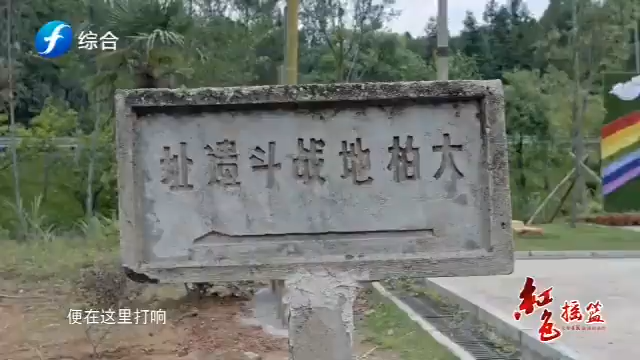 综合
大柏地战斗遗址
便在这里打响
红色摇篮